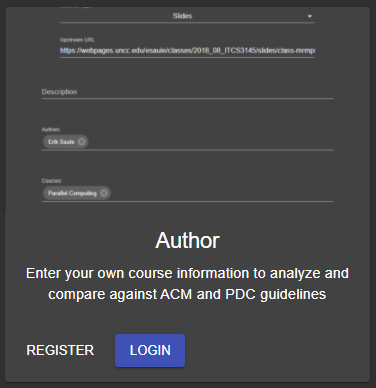 Slides
Upstream URL
https://webpages.uncc.edu/esaule/classes/2018_08_ITCS3145/slides/class-mrmpi
Description
Authors
Erik Saule
Courses
Parallel Computing
Author
Enter your own course information to analyze and
compare against ACM and PDC guidelines
REGISTER LOGIN